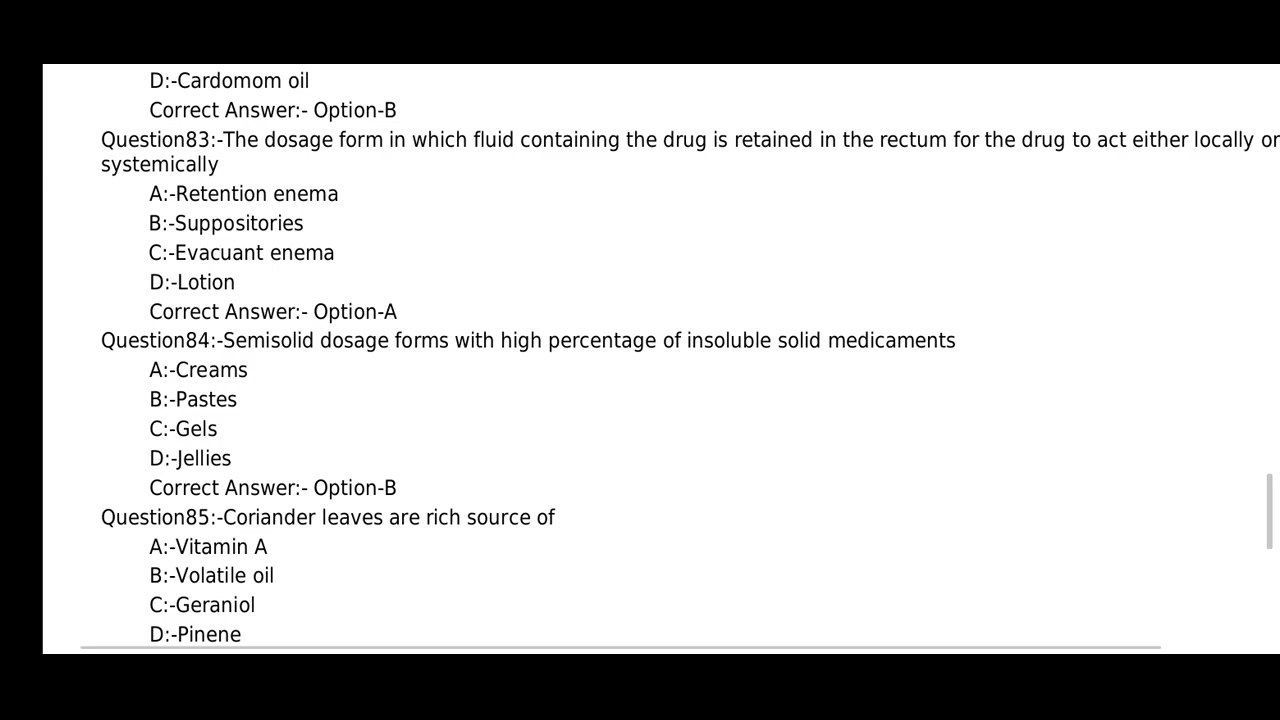 D:-Cardomom oil
Correct Answer:- Option-B
Question83:-The dosage form in which fluid containing the drug is retained in the rectum for the drug to act either locally or
systemically
A:-Retention enema
B:-Suppositories
C:-Evacuant enema
D:-Lotion
Correct Answer:- Option-A
Question84:-Semisolid dosage forms with high percentage of insoluble solid medicaments
A:-Creams
B:-Pastes
C:-Gels
D:-Jellies
Correct Answer:- Option-B
Question85:-Coriander leaves are rich source of
A:-Vitamin A
B:-Volatile oil
C:-Geraniol
D:-Pinene